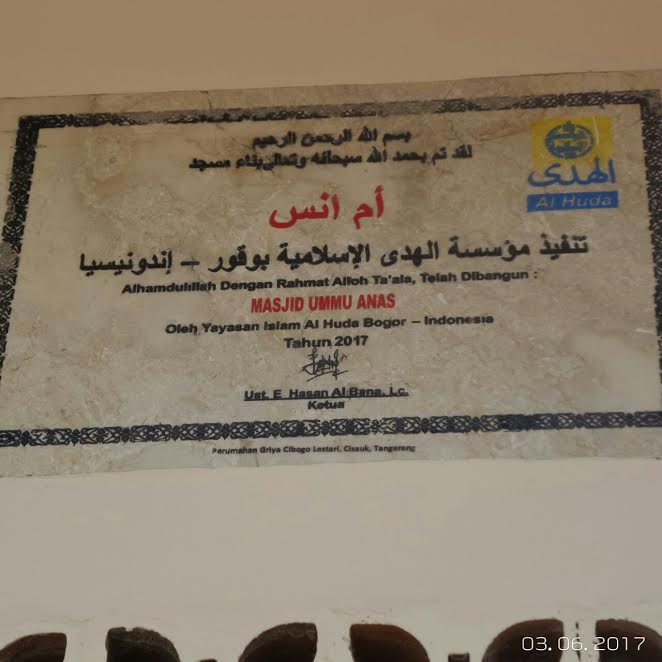 بسم الله الرحمن الرحيم
لقد تم بحمد الله سبحانه وتعالى بناء مسجد
الهدى
Al Huda
أم انس
تنفيذ مؤسسة الهدى الإسلامية بوقور – إندونيسيا
Alhamdulillah Dengan Rahmat Alloh Ta'ala, Telah Dibangun :
MASJID UMMU ANAS
Oleh Yayasan Islam Al Huda Bogor – Indonesia
Tahun 2017
Ust. E. Hasan Al Bana, Lc.
Ketua
Perumahan Griya Cibogo Lestari, Cisauk, Tangerang
03.06.2017